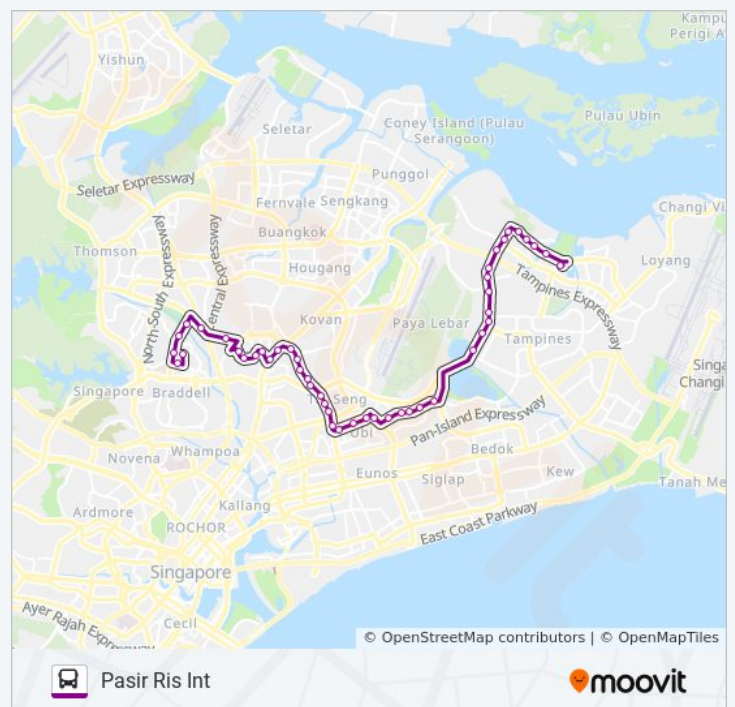 Kampu
Perigi A
Yishun
Seletar
Coney Island (Pulau
Serangoon)
Pulau Ubin
Punggol
Seletar Expressway
Fernvale
Sengkang
Changi Vi
Buangkok
Thomson
North-South Expressway
Central Expressway
Hougang
Loyang
Tampines Expressway
Kovan
Paya Lebar
Tampines
Singa
Changi
Singapore
Braddell
Seng
Pan-Island Expressway
Obi
Novena
Whampoa
Bedok
Eunos
Siglap
Kew
Tanah Me
Kallang
Ardmore
ROCHOR
East Coast Parkway
Singapore
Ayer Rajah Expressway
Cecil
© OpenStreetMap contributors | © OpenMapTiles
Pasir Ris Int
moovit